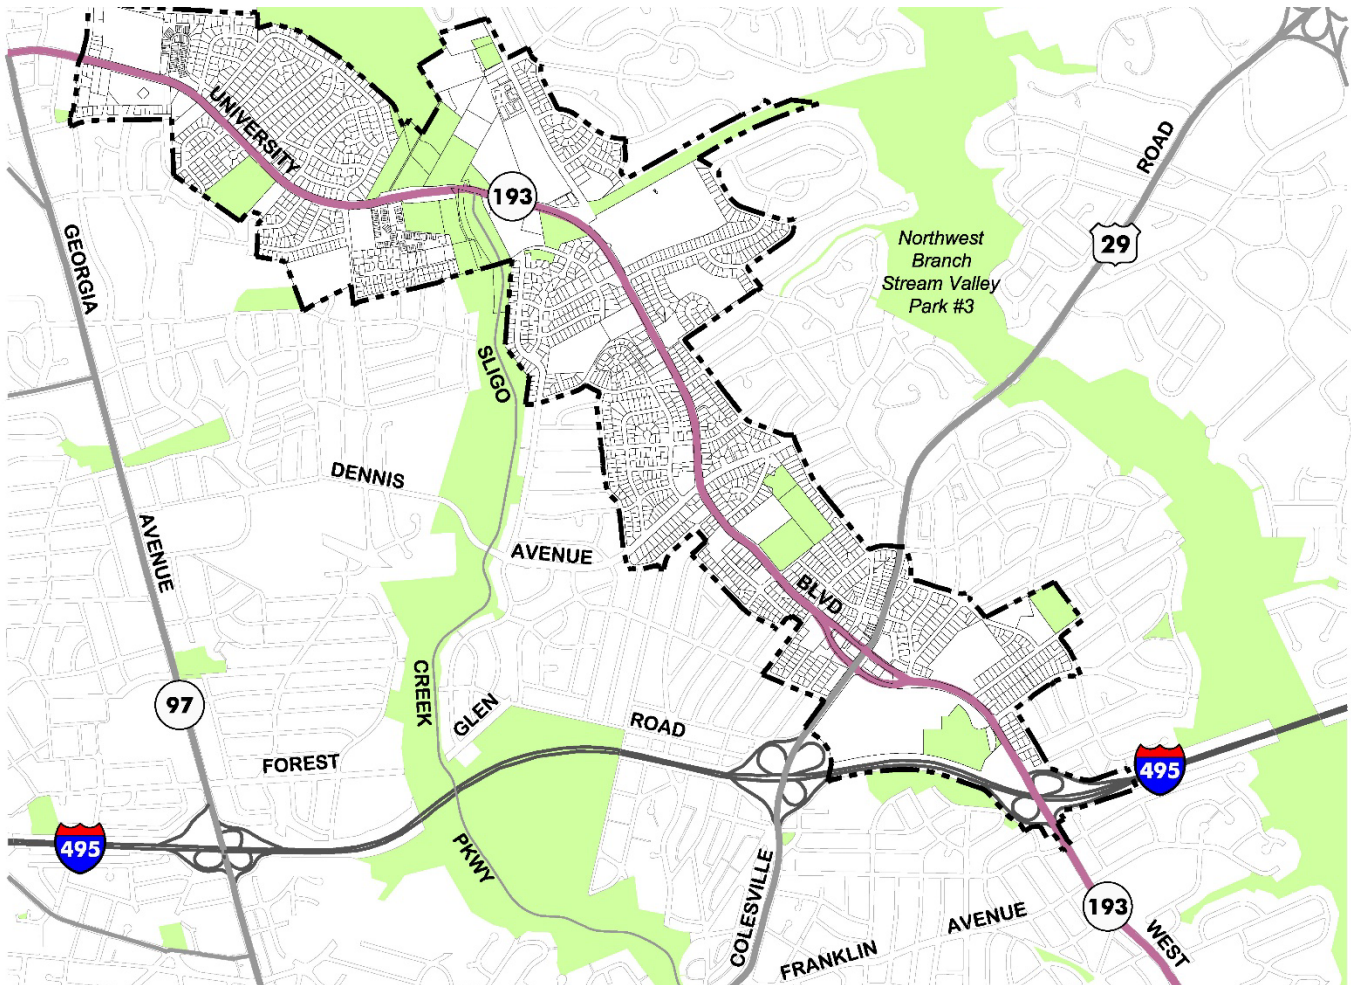 UNIVERSITY
193
ROAD
29
GEORGIA
Northwest
Branch
Stream Valley
Park #3
SLIGO
DENNIS
AVENUE
AVENUE
BLVD
CREEK
GLEN
97
ROAD
FOREST
495
495
PKWY
COLESVILLE
193
AVENUE
WEST
FRANKLIN